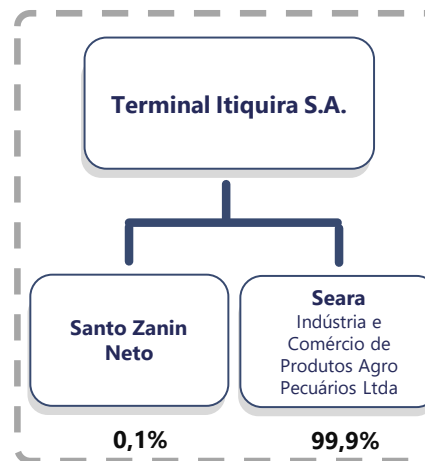 Terminal Itiquira S.A.
Santo Zanin
Neto
Seara
Indústria e
Comércio de
Produtos Agro
Pecuários Ltda
0,1%
99,9%